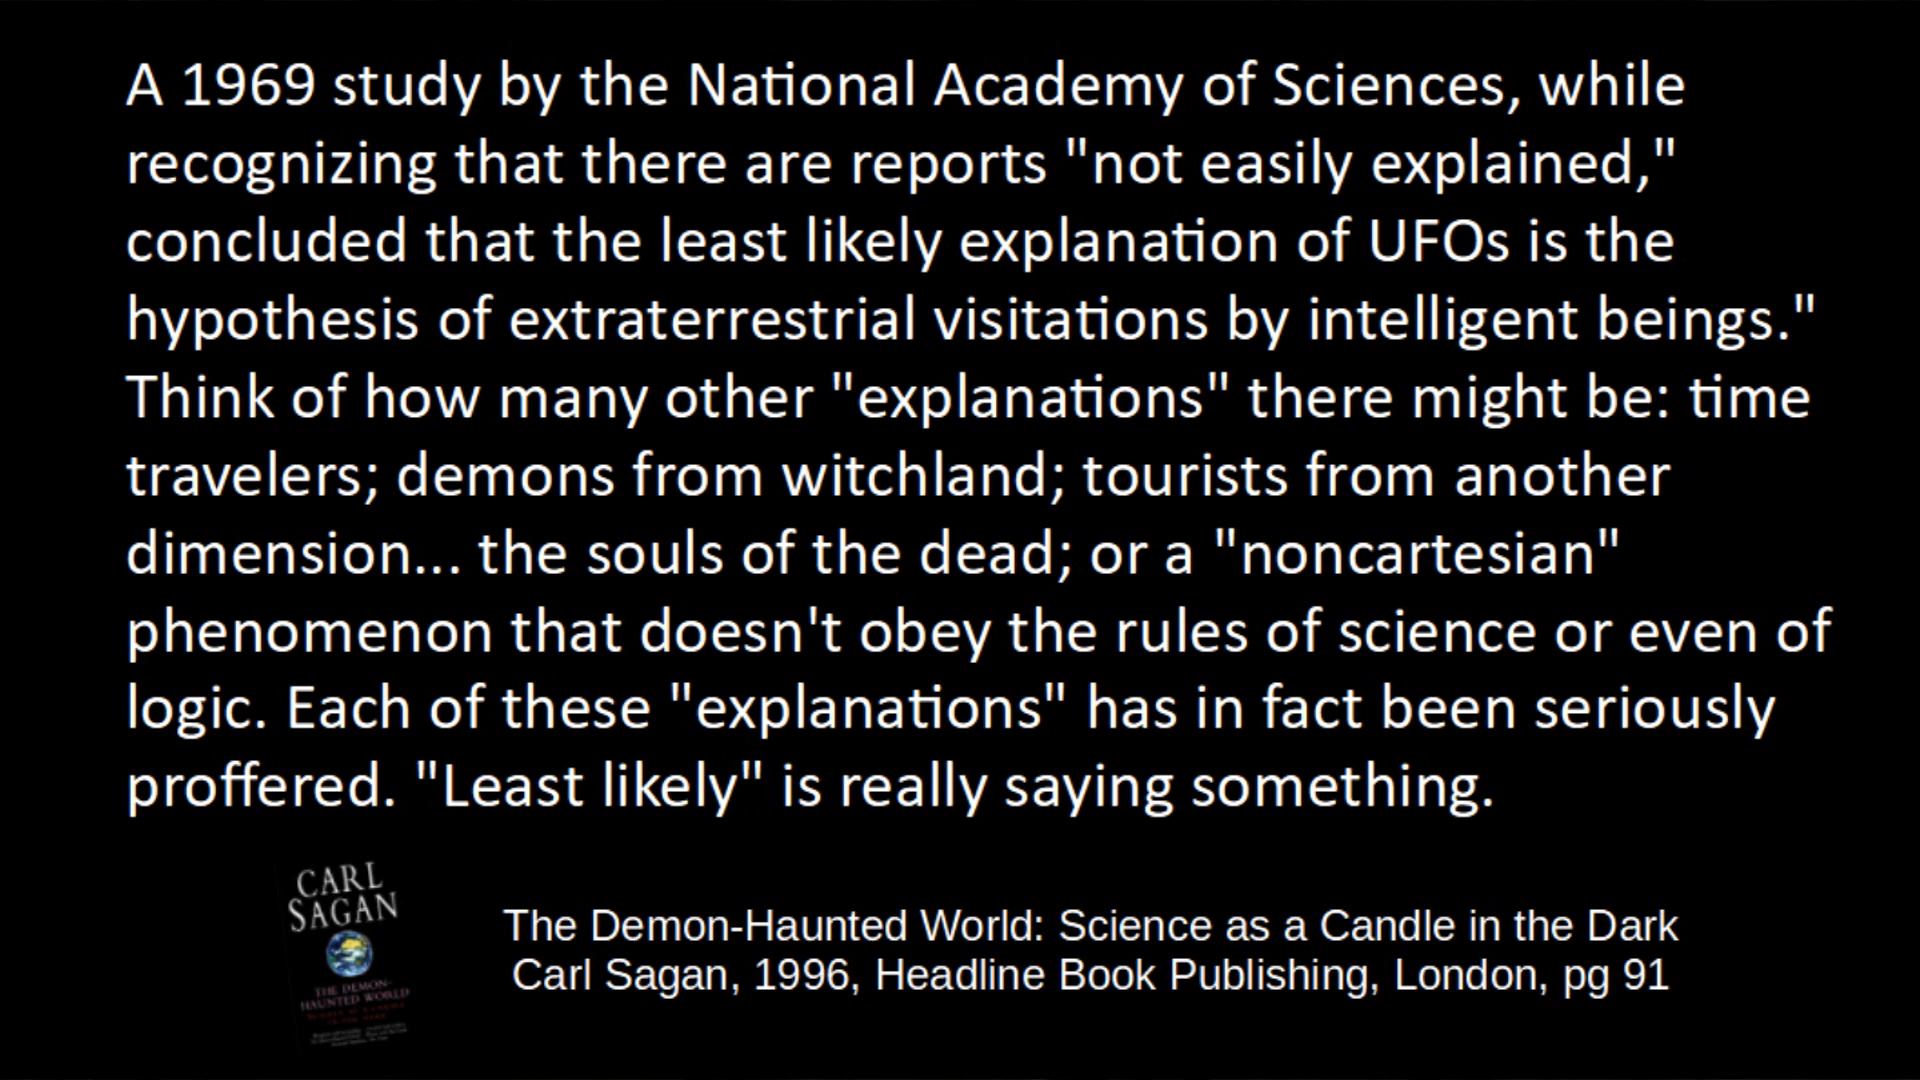 A 1969 study by the National Academy of Sciences, while
recognizing that there are reports "not easily explained,"
concluded that the least likely explanation of UFOs is the
hypothesis of extraterrestrial visitations by intelligent beings."
Think of how many other "explanations" there might be: time
travelers; demons from witchland; tourists from another
dimension... the souls of the dead; or a "noncartesian"
phenomenon that doesn't obey the rules of science or even of
logic. Each of these "explanations" has in fact been seriously
proffered. "Least likely" is really saying something.
CARL
SAGAN
THE DEMON-
HAUNTED WORLD
The Demon-Haunted World: Science as a Candle in the Dark
Carl Sagan, 1996, Headline Book Publishing, London, pg 91